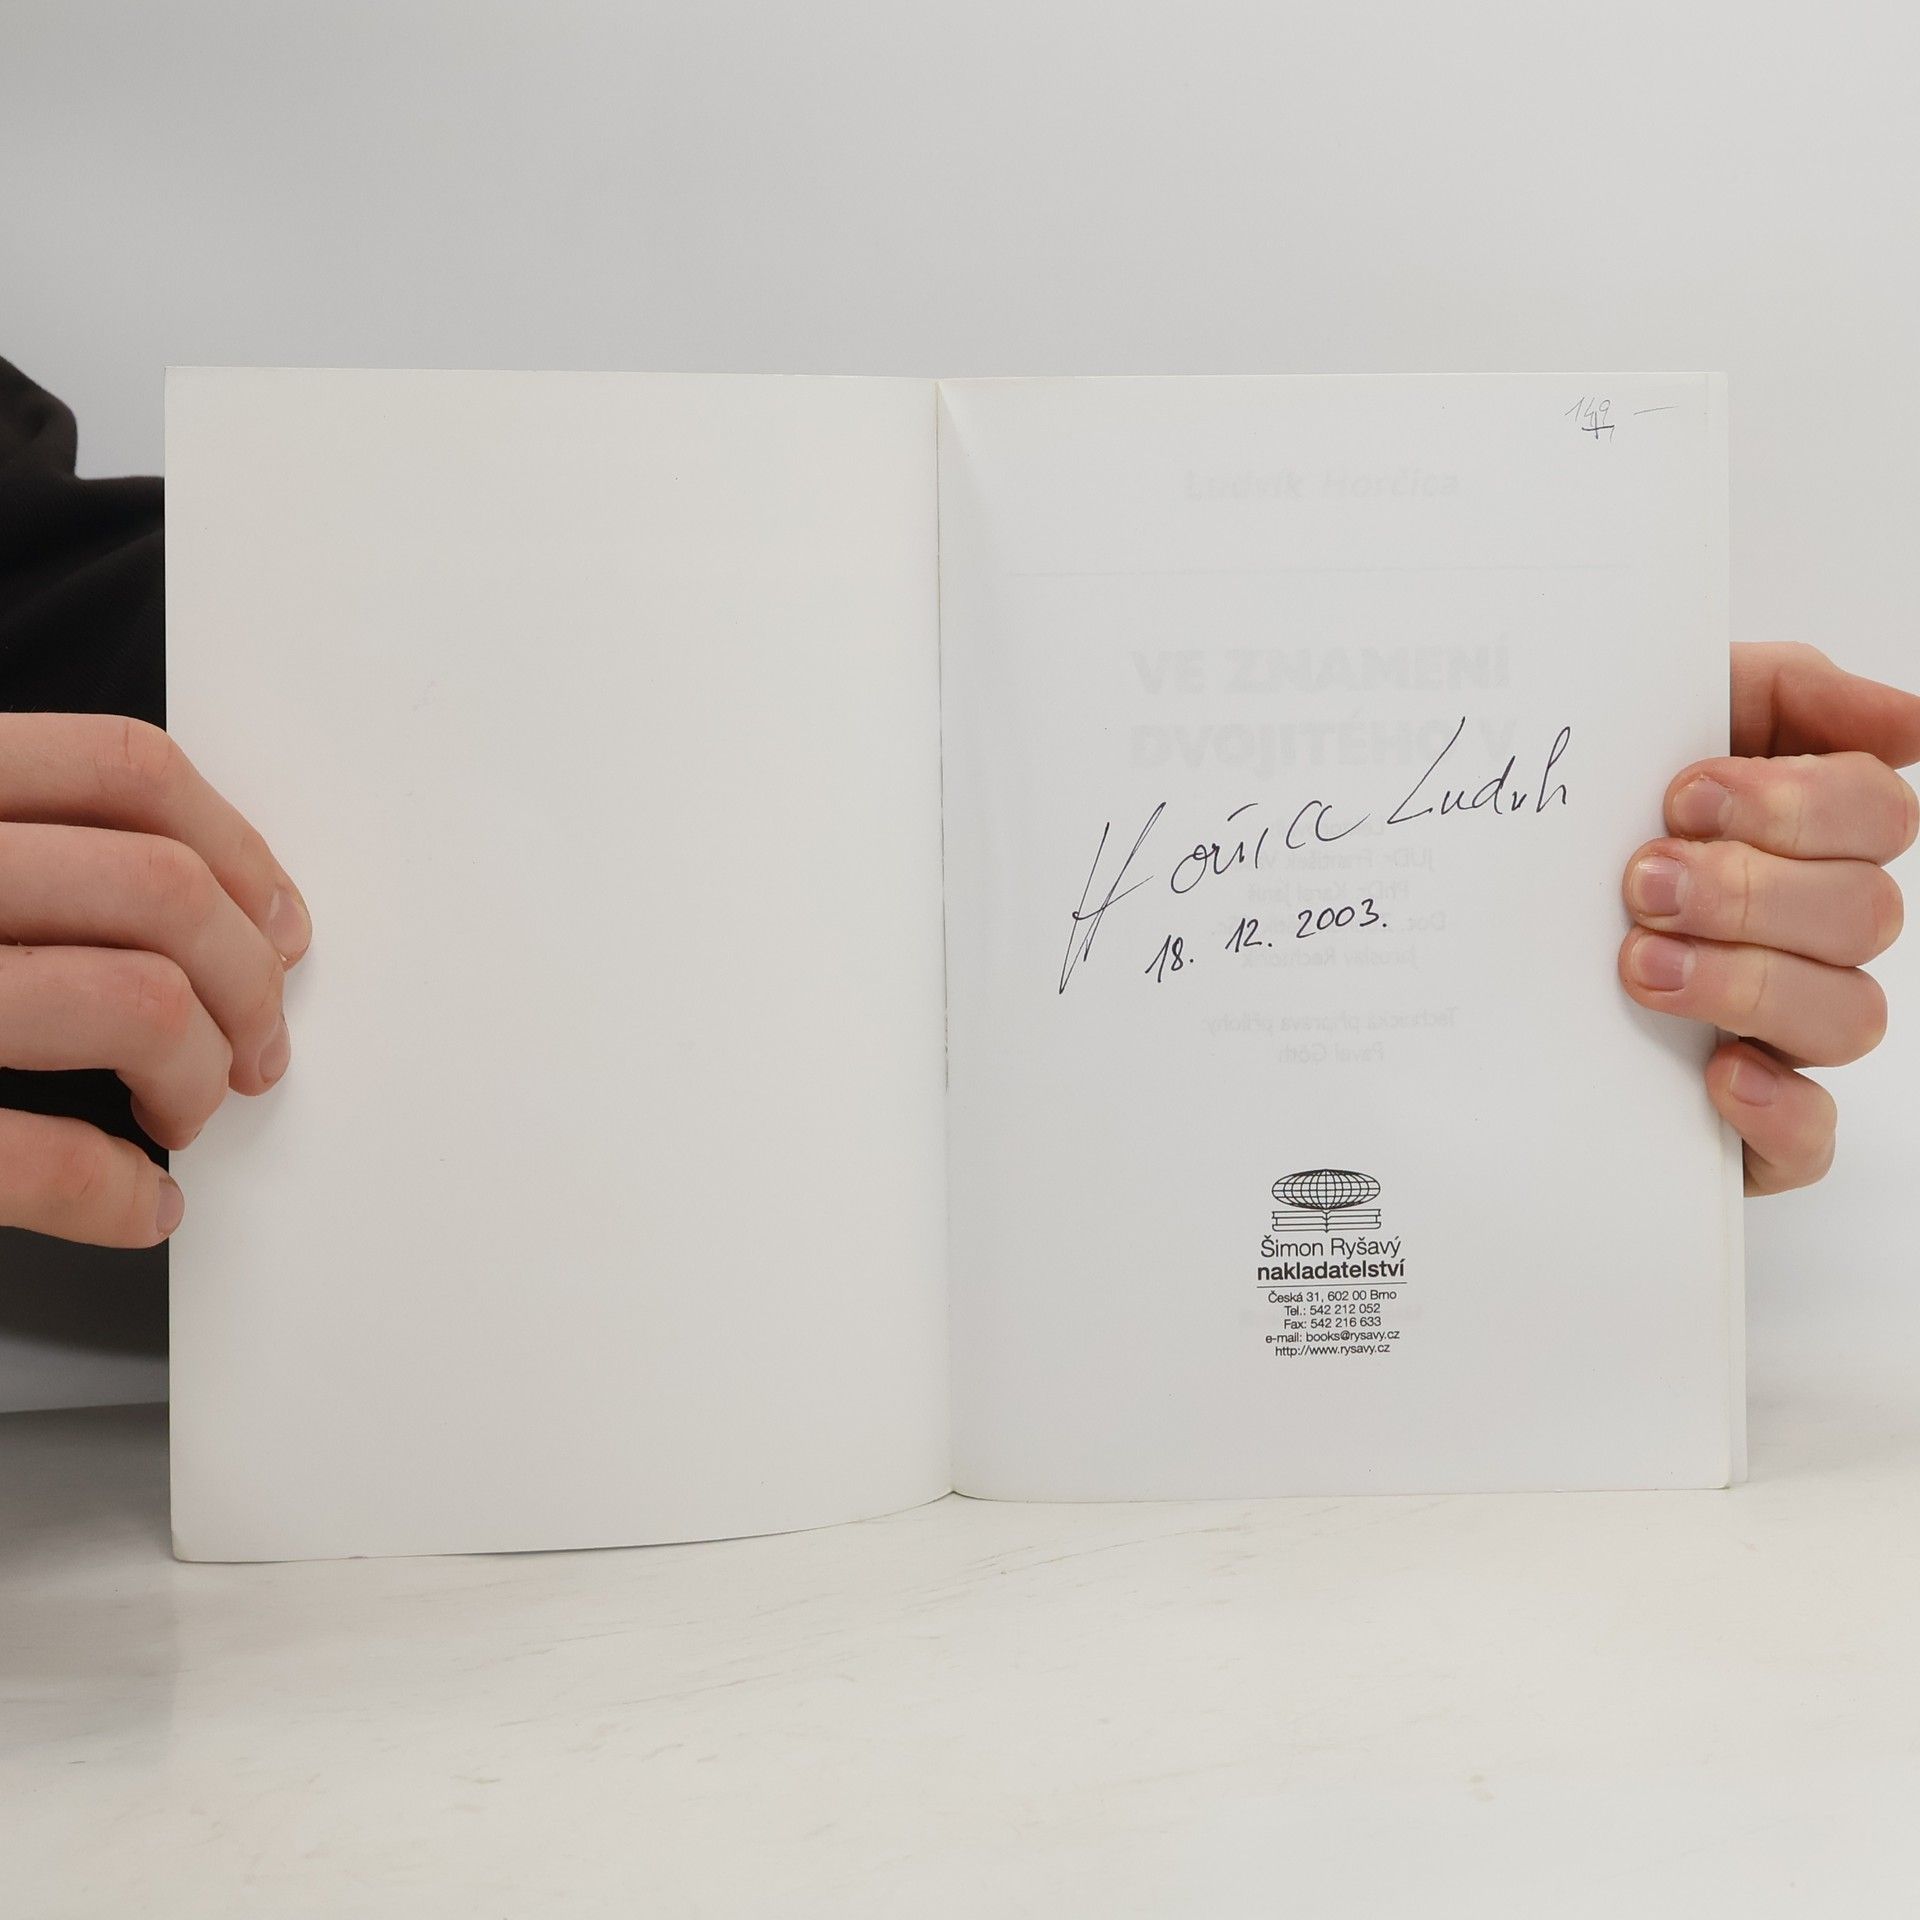 149 —
Ludvík Horčica
VE ZNAMENÍ
DVOJITÉHO V
Horčica Ludvík
18. 12. 2003.
JUDr. František
PhDr. Karel
Doc.
Jaroslav
Technická příprava přílohy:
Pavel Göth
Šimon Ryšavý
nakladatelství
Česká 31, 602 00 Brno
Tel.: 542 212 052
Fax: 542 216 633
e-mail: books@rysavy.cz
http://www.rysavy.cz